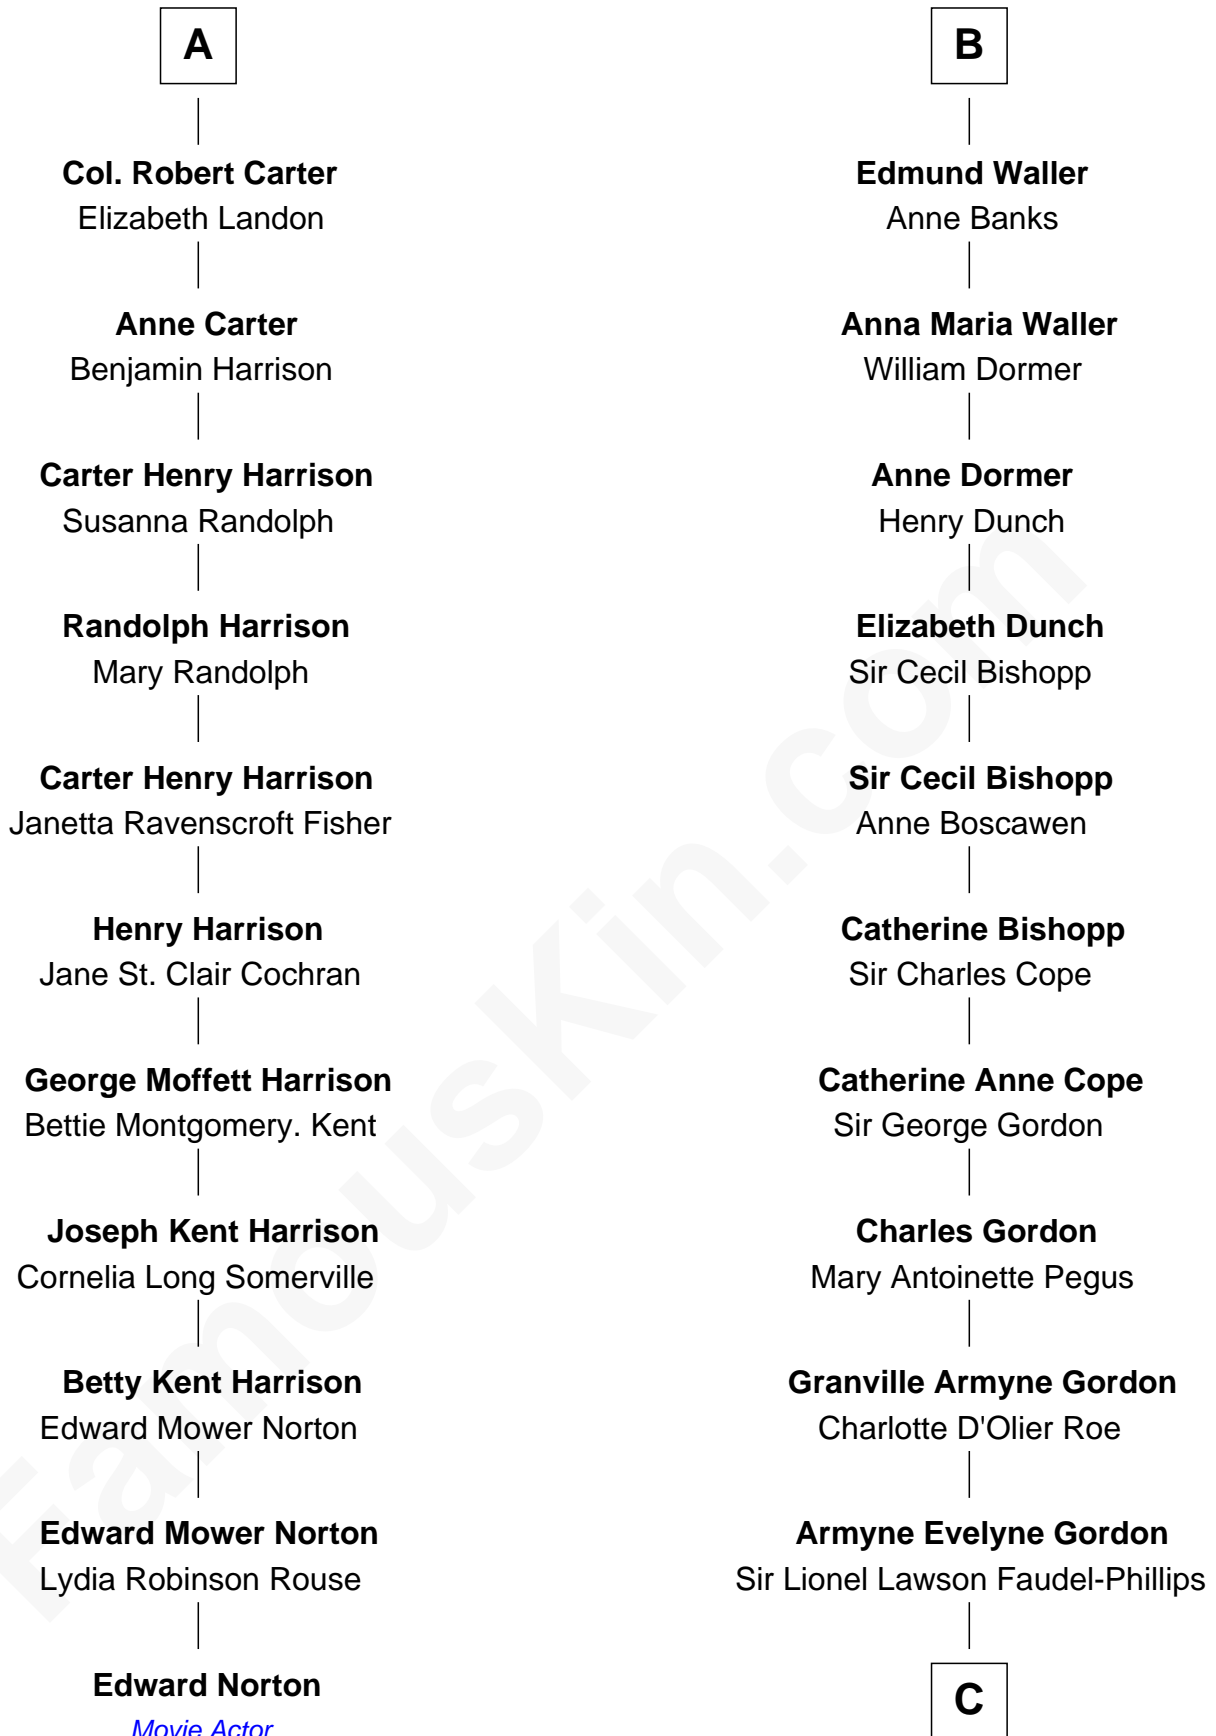 A
Col. Robert Carter
Elizabeth Landon
Anne Carter
Benjamin Harrison
Carter Henry Harrison
Susanna Randolph
Randolph Harrison
Mary Randolph
Carter Henry Harrison
Janetta Ravenscroft Fisher
Henry Harrison
Jane St. Clair Cochran
George Moffett Harrison
Bettie Montgomery. Kent
Joseph Kent Harrison
Cornelia Long Somerville
Betty Kent Harrison
Edward Mower Norton
Edward Mower Norton
Lydia Robinson Rouse
Edward Norton
Movie Actor
B
Edmund Waller
Anne Banks
Anna Maria Waller
William Dormer
Anne Dormer
Henry Dunch
Elizabeth Dunch
Sir Cecil Bishopp
Sir Cecil Bishopp
Anne Boscawen
Catherine Bishopp
Sir Charles Cope
Catherine Anne Cope
Sir George Gordon
Charles Gordon
Mary Antoinette Pegus
Granville Armyne Gordon
Charlotte D'Olier Roe
Armyne Evelyne Gordon
Sir Lionel Lawson Faudel-Phillips
C
FamousKin.com